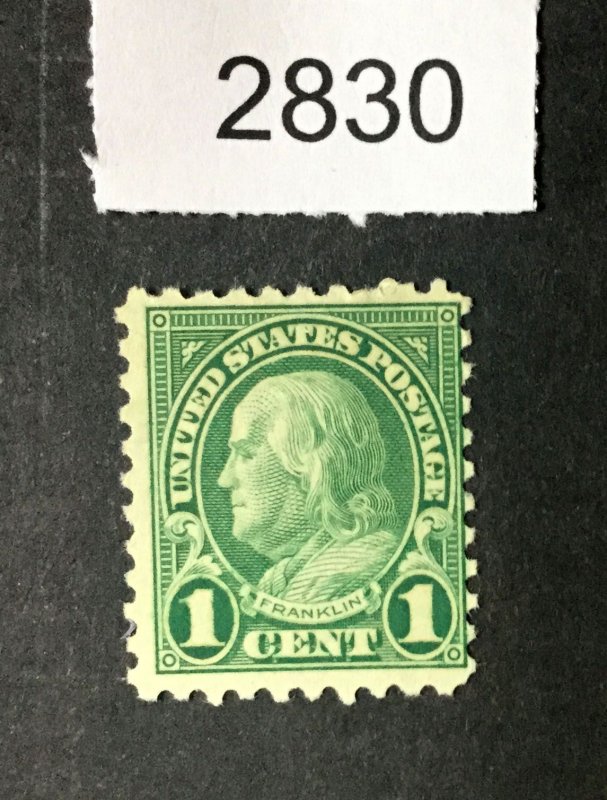 2830
UNITED STATES POSTAGE
FRANKLIN
1 CENT 1